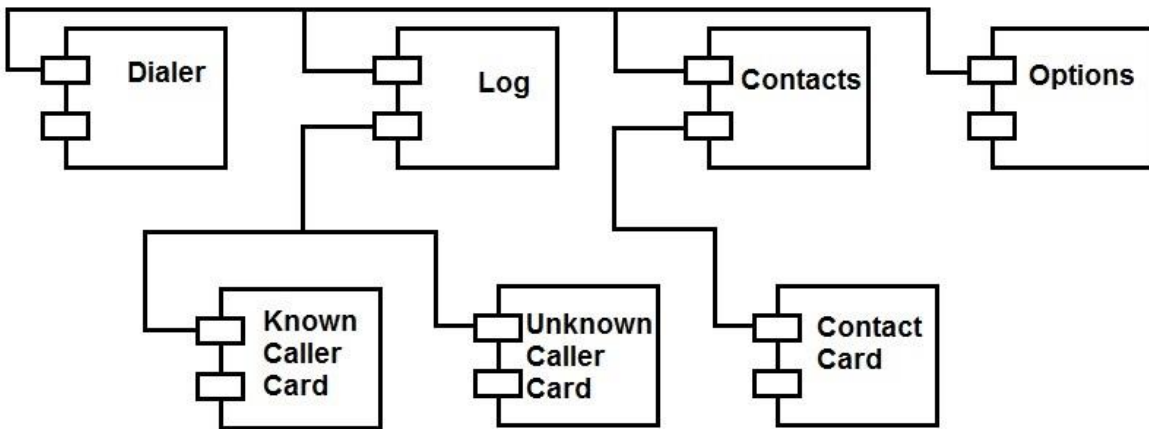 Dialer
Log
Contacts
Options
Known
Caller
Card
Unknown
Caller
Card
Contact
Card